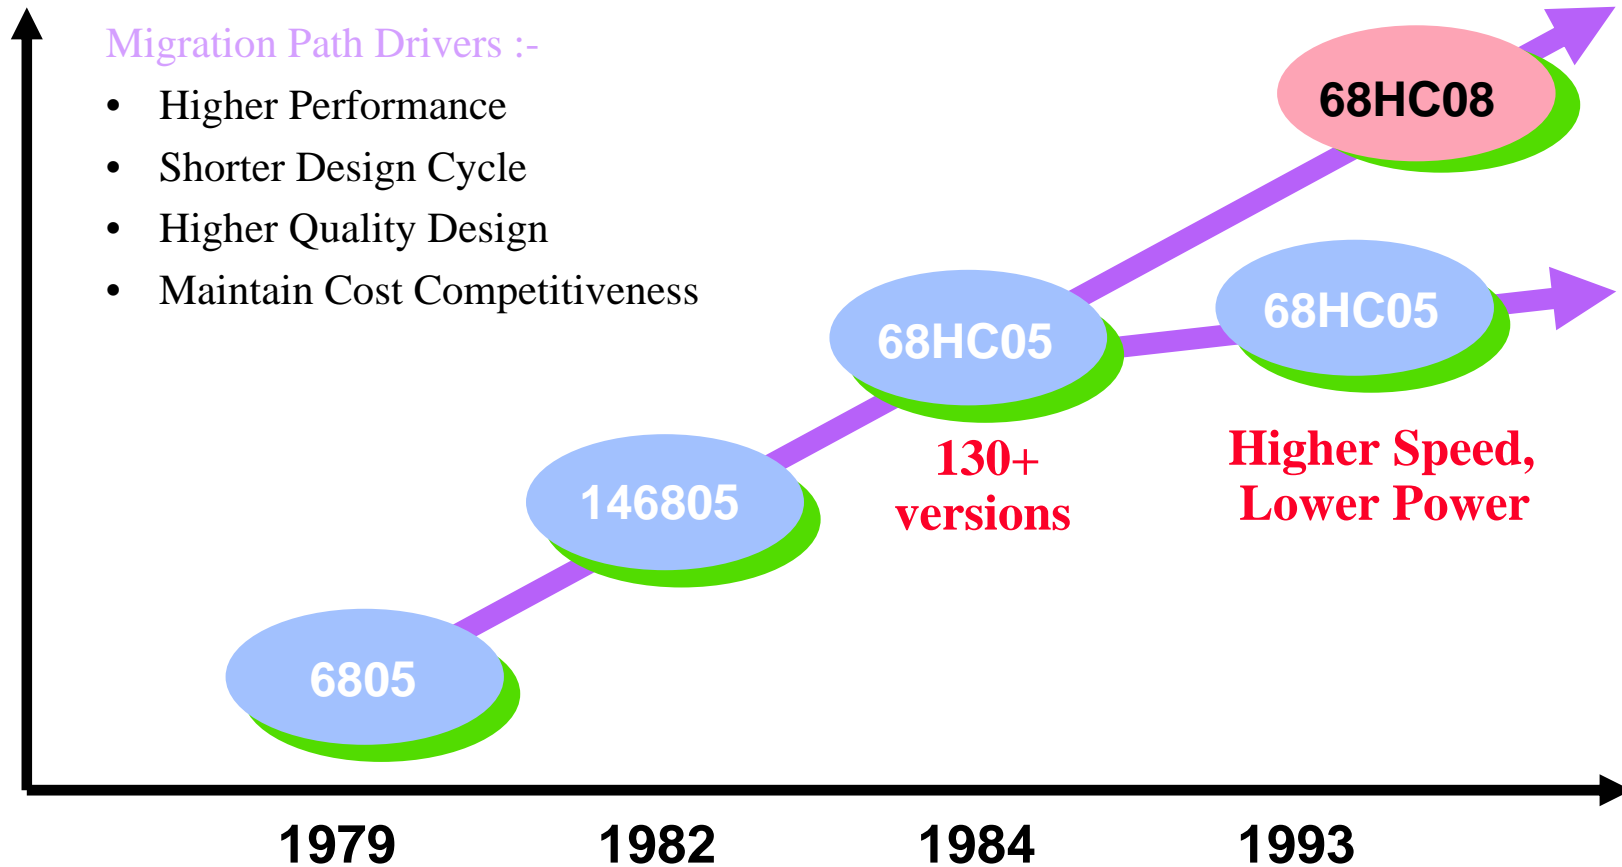 Migration Path Drivers :-
• Higher Performance
• Shorter Design Cycle
• Higher Quality Design
• Maintain Cost Competitiveness
68HC08
68HC05
68HC05
130+
versions
Higher Speed,
Lower Power
146805
6805
1979
1982
1984
1993